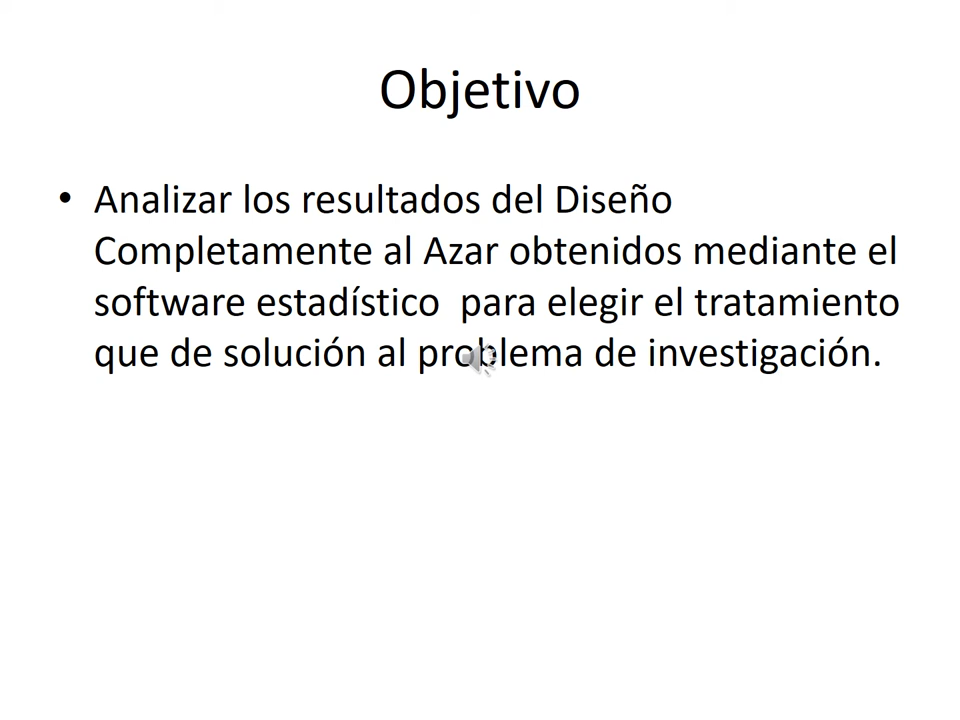 Objetivo
• Analizar los resultados del Diseño
Completamente al Azar obtenidos mediante el
software estadístico  para elegir el tratamiento
que de solución al problema de investigación.